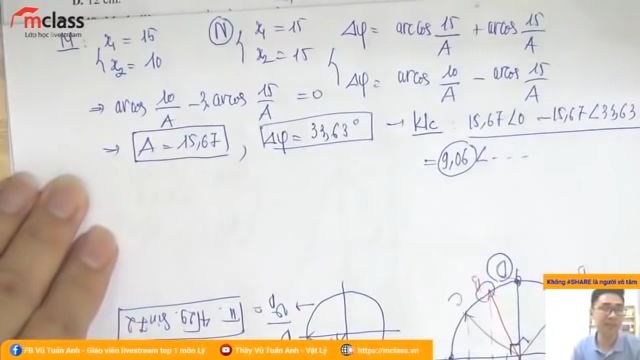 D. 12 cm.
mclass
Lớp học livestream
M : { x₁ = 15
x₂ = 10
N { x₁ = 15
x₂ = 15
{ Δφ = arcos 15/A + arcos 15/A
Δφ = arcos 10/A - arcos 15/A
⇒ arcos 10/A - 3 arcos 15/A = 0
⇒ A = 15,67 , Δφ = 33,63° → K/c 15,67∠0 - 15,67∠33,63
= 9,06∠ ...
Không #SHARE là người vô tâm
FB Vũ Tuấn Anh - Giáo viên livestream top 1 môn Lý
Thầy Vũ Tuấn Anh - Vật Lý
https://mclass.vn